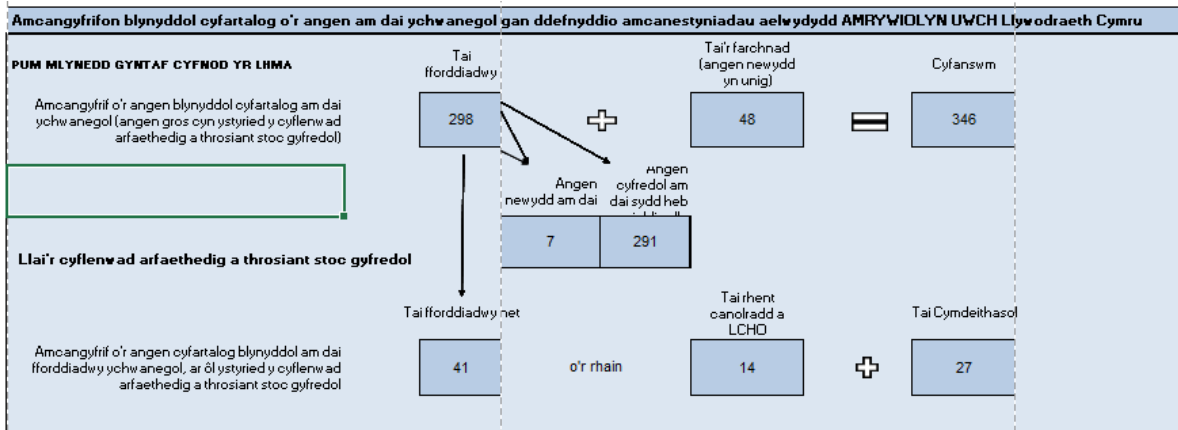 Amcangyfrifon blynyddol cyfartalog o'r angen am dai ychwanegol gan ddefnyddio amcanestyniadau aelwydydd AMRYWIOLYN UWCH Llywodraeth Cymru
PUM MLYNEDD GYNTAF CYFNOD YR LHMA
Tai
fforddiadwy
Tai'r farchnad
(angen newydd
yn unig)
Cyfanswm
Amcangyfrif o'r angen blynyddol cyfartalog am dai
ychwanegol (angen gros cyn ystyried y cyflenwad
arfaethedig a throsiant stoc gyfredol)
298
48
346
Angen
newydd am dai
Angen
cyfredol am
dai sydd heb
7
291
Llai'r cyflenwad arfaethedig a throsiant stoc gyfredol
Tai fforddiadwy net
Tai rhent
canolradd a
LCHO
Tai Cymdeithasol
Amcangyfrif o'r angen cyfartalog blynyddol am dai
fforddiadwy ychwanegol, ar ôl ystyried y cyflenwad
arfaethedig a throsiant stoc gyfredol
41
o'r rhain
14
27